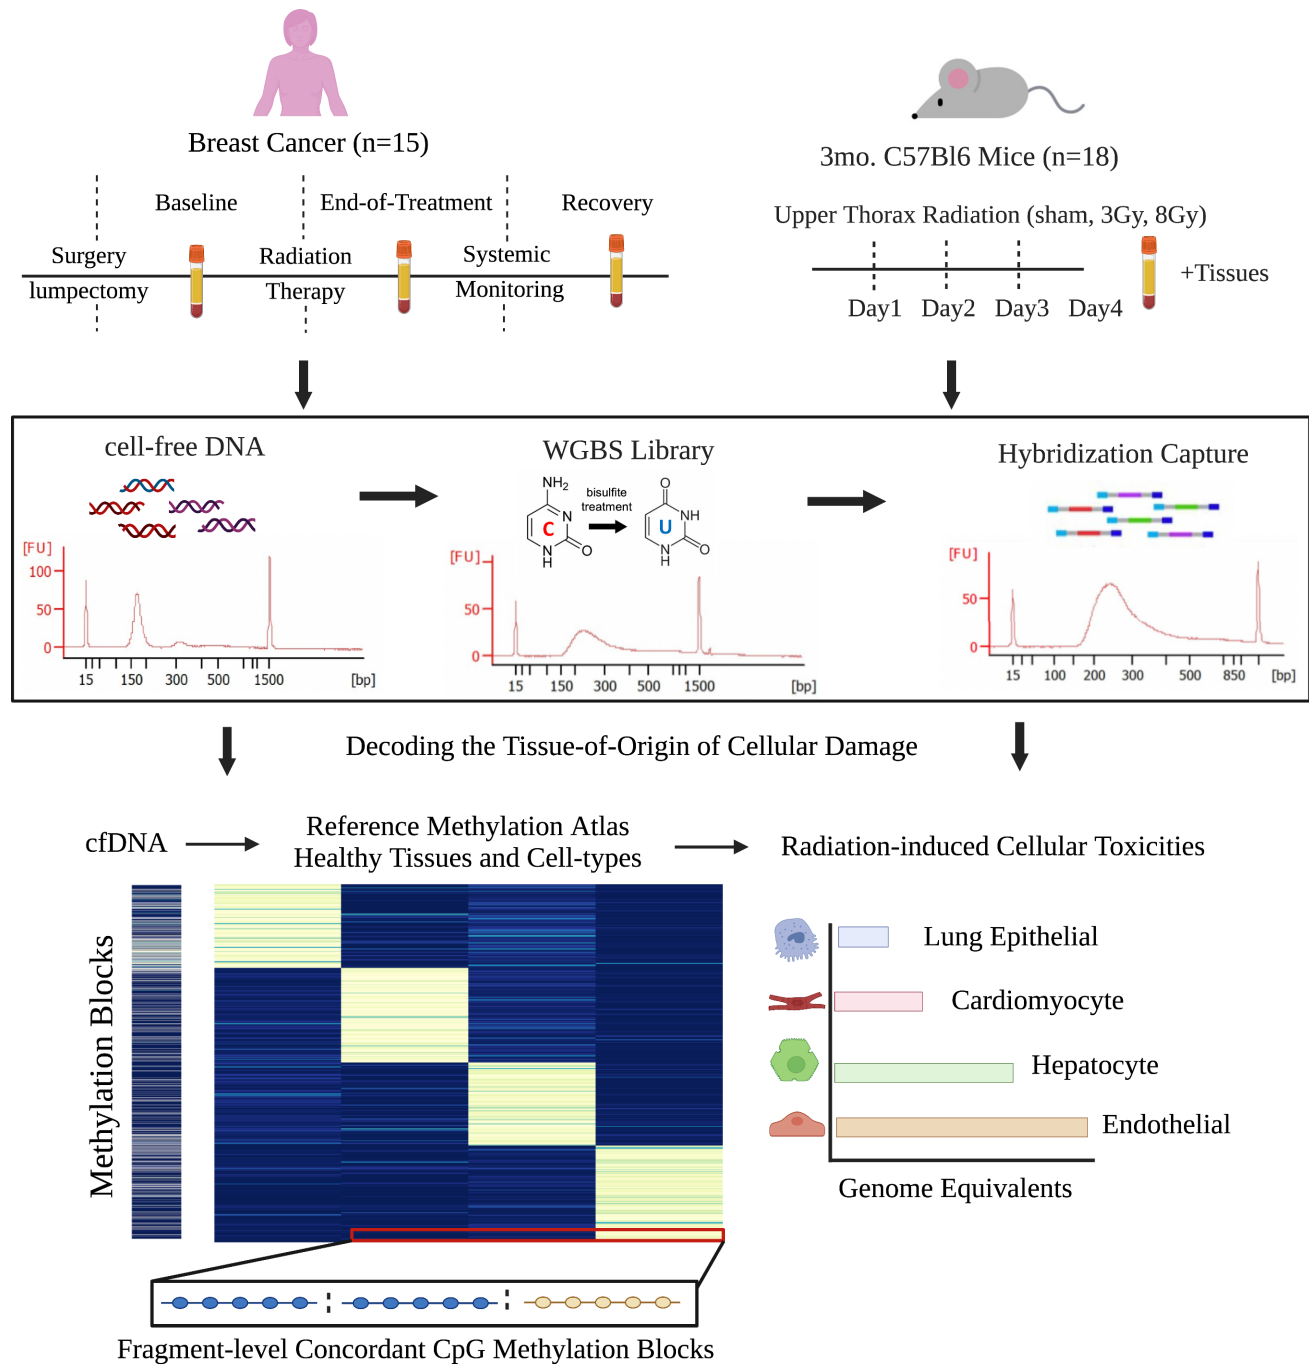 Breast Cancer (n=15)
3mo. C57Bl6 Mice (n=18)
Baseline
End-of-Treatment
Recovery
Surgery
lumpectomy
Radiation
Therapy
Systemic
Monitoring
Upper Thorax Radiation (sham, 3Gy, 8Gy)
+Tissues
Day1 Day2 Day3 Day4
cell-free DNA
[FU]
100
50
0
15 150 300 500 1500 [bp]
WGBS Library
NH2
N
C
N
H
O
bisulfite
treatment
O
NH
U
N
H
O
[FU]
50
0
15 150 300 500 1500 [bp]
Hybridization Capture
[FU]
50
0
15 100 200 300 500 850 [bp]
Decoding the Tissue-of-Origin of Cellular Damage
cfDNA
Reference Methylation Atlas
Healthy Tissues and Cell-types
Radiation-induced Cellular Toxicities
Methylation Blocks
Lung Epithelial
Cardiomyocyte
Hepatocyte
Endothelial
Genome Equivalents
Fragment-level Concordant CpG Methylation Blocks